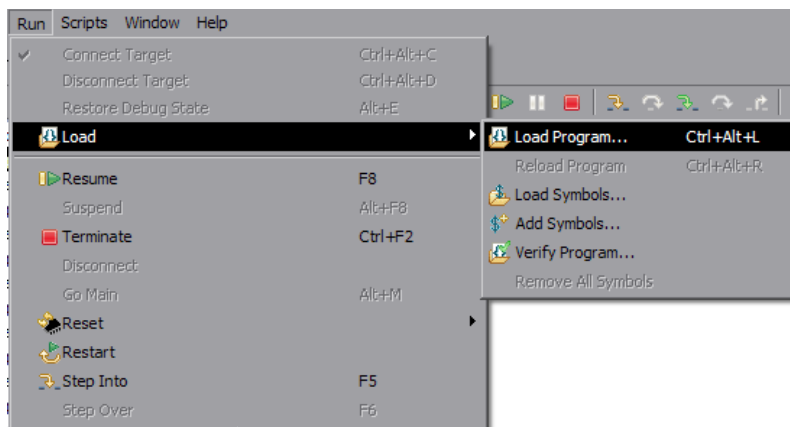 Run Scripts Window Help
Connect Target Ctrl+Alt+C
Disconnect Target Ctrl+Alt+D
Restore Debug State Alt+E
Load
Resume F8
Suspend Alt+F8
Terminate Ctrl+F2
Disconnect
Go Main Alt+M
Reset
Restart
Step Into F5
Step Over F6
Load Program... Ctrl+Alt+L
Reload Program Ctrl+Alt+R
Load Symbols...
Add Symbols...
Verify Program...
Remove All Symbols